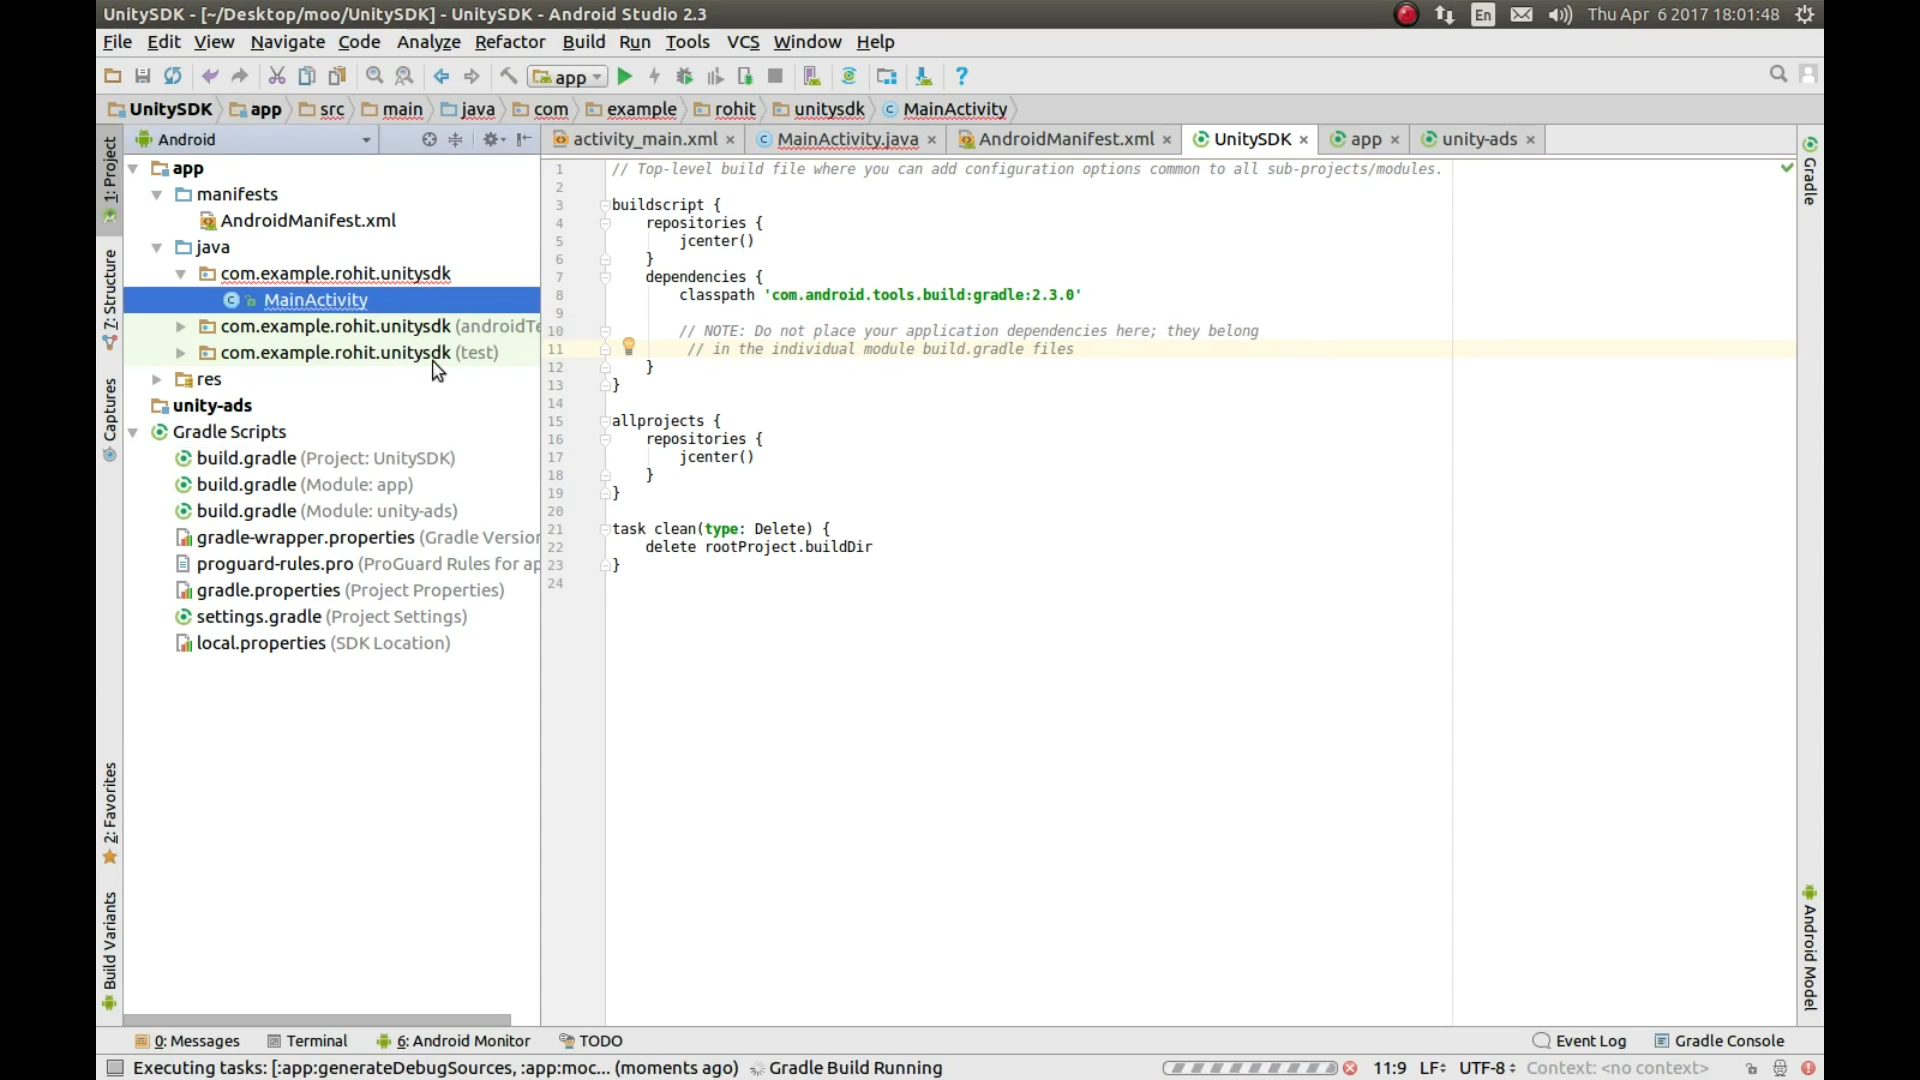 UnitySDK - [~/Desktop/moo/UnitySDK] - UnitySDK - Android Studio 2.3
En
Thu Apr 6 2017 18:01:48
File Edit View Navigate Code Analyze Refactor Build Run Tools VCS Window Help
app
UnitySDK app src main java com example rohit unitysdk MainActivity
Android
activity_main.xml MainActivity.java AndroidManifest.xml UnitySDK app unity-ads
1: Project
7: Structure
Captures
2: Favorites
Build Variants
app
manifests
AndroidManifest.xml
java
com.example.rohit.unitysdk
MainActivity
com.example.rohit.unitysdk (androidTe
com.example.rohit.unitysdk (test)
res
unity-ads
Gradle Scripts
build.gradle (Project: UnitySDK)
build.gradle (Module: app)
build.gradle (Module: unity-ads)
gradle-wrapper.properties (Gradle Version
proguard-rules.pro (ProGuard Rules for ap
gradle.properties (Project Properties)
settings.gradle (Project Settings)
local.properties (SDK Location)
1 // Top-level build file where you can add configuration options common to all sub-projects/modules.
2
3 buildscript {
4 repositories {
5 jcenter()
6 }
7 dependencies {
8 classpath 'com.android.tools.build:gradle:2.3.0'
9
10 // NOTE: Do not place your application dependencies here; they belong
11 // in the individual module build.gradle files
12 }
13 }
14
15 allprojects {
16 repositories {
17 jcenter()
18 }
19 }
20
21 task clean(type: Delete) {
22 delete rootProject.buildDir
23 }
24
Gradle
Android Model
0: Messages Terminal 6: Android Monitor TODO Event Log Gradle Console
Executing tasks: [:app:generateDebugSources, :app:moc... (moments ago) Gradle Build Running 11:9 LF UTF-8 Context: <no context>